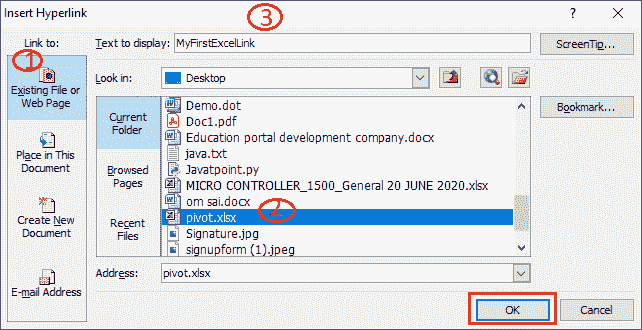 Insert Hyperlink
3
?
Link to:
Text to display: MyFirstExcelLink
ScreenTip...
1
Existing File or
Web Page
Look in: Desktop
Bookmark...
Place in This
Document
Create New
Document
E-mail Address
Current
Folder
Browsed
Pages
Recent
Files
Demo.dot
Doc1.pdf
Education portal development company.docx
java.txt
Javatpoint.py
MICRO CONTROLLER_1500_General 20 JUNE 2020.xlsx
om sai.docx
pivot.xlsx
2
Signature.jpg
signupform (1).jpeg
Address: pivot.xlsx
OK
Cancel